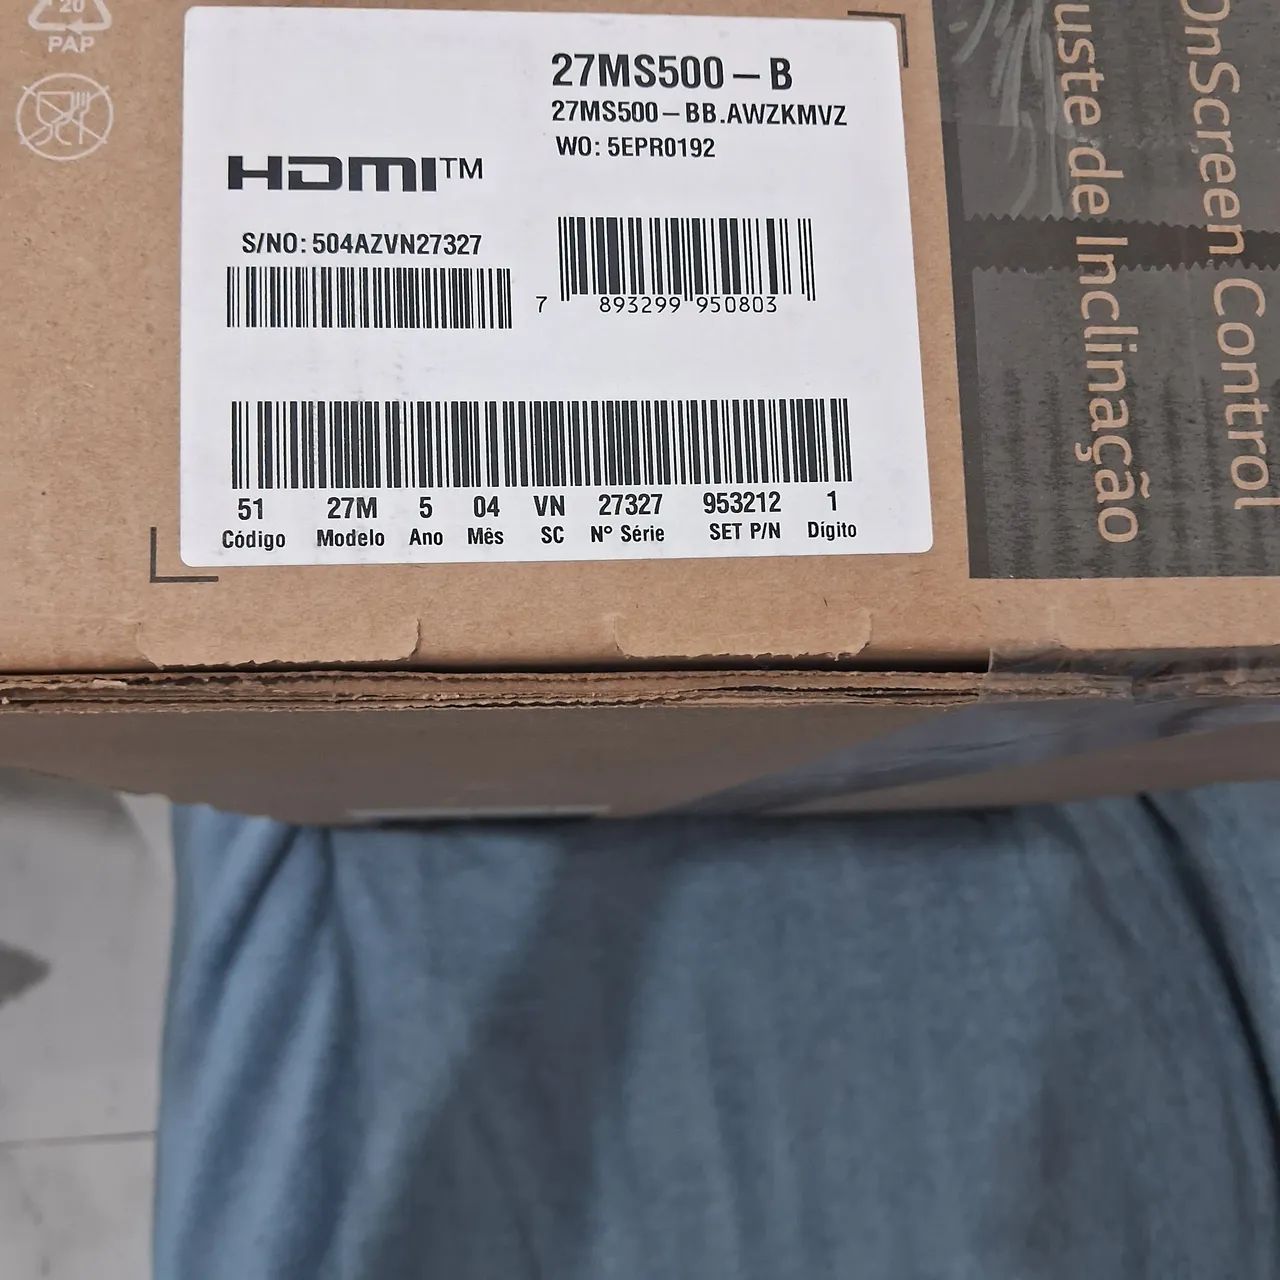 20
PAP
27MS500-B
27MS500-BB.AWZKMVZ
WO: 5EPR0192
HDMI™
S/NO: 504AZVN27327
7 893299 950803
51 27M 5 04 VN 27327 953212 1
Código Modelo Ano Mês SC Nº Série SET P/N Dígito
OnScreen Control
uste de Inclinação